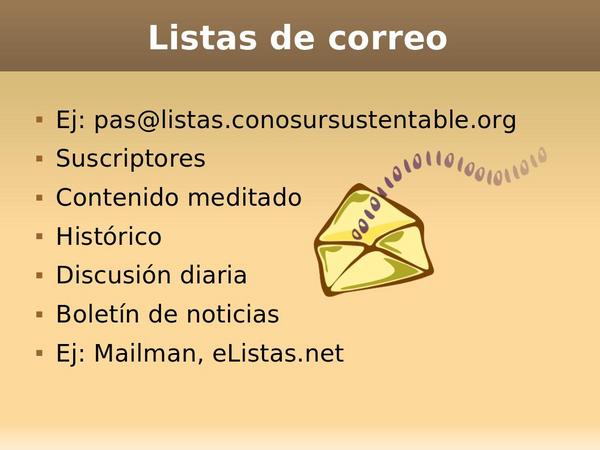 Listas de correo
Ej: pas@listas.conosursustentable.org
Suscriptores
Contenido meditado
Histórico
Discusión diaria
Boletín de noticias
Ej: Mailman, eListas.net